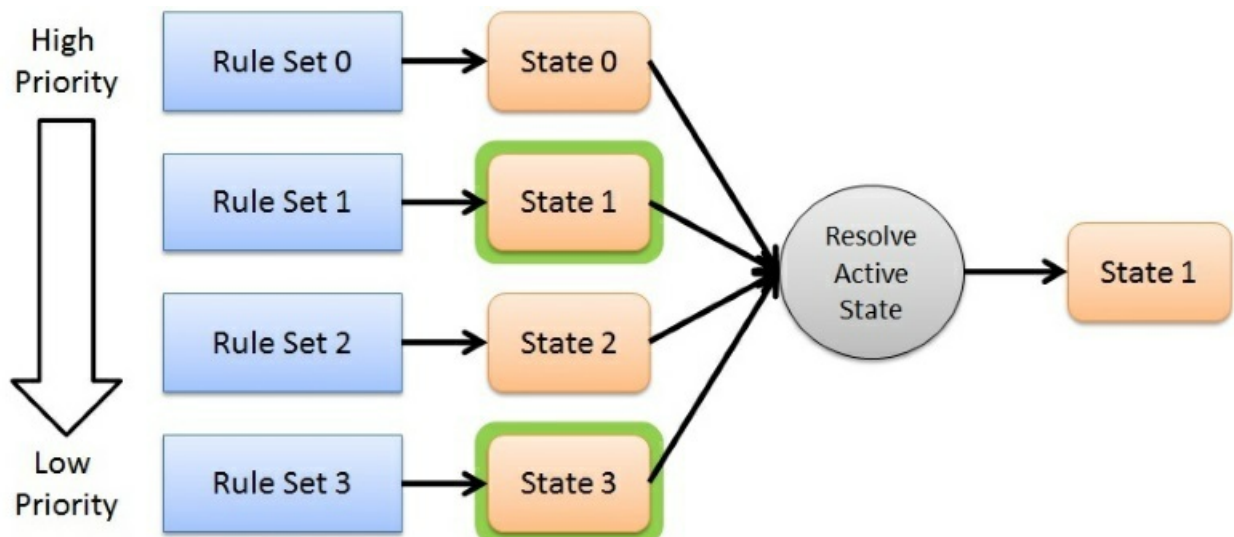 High
Priority
Rule Set 0
State 0
Rule Set 1
State 1
Resolve
Active
State
State 1
Rule Set 2
State 2
Low
Priority
Rule Set 3
State 3